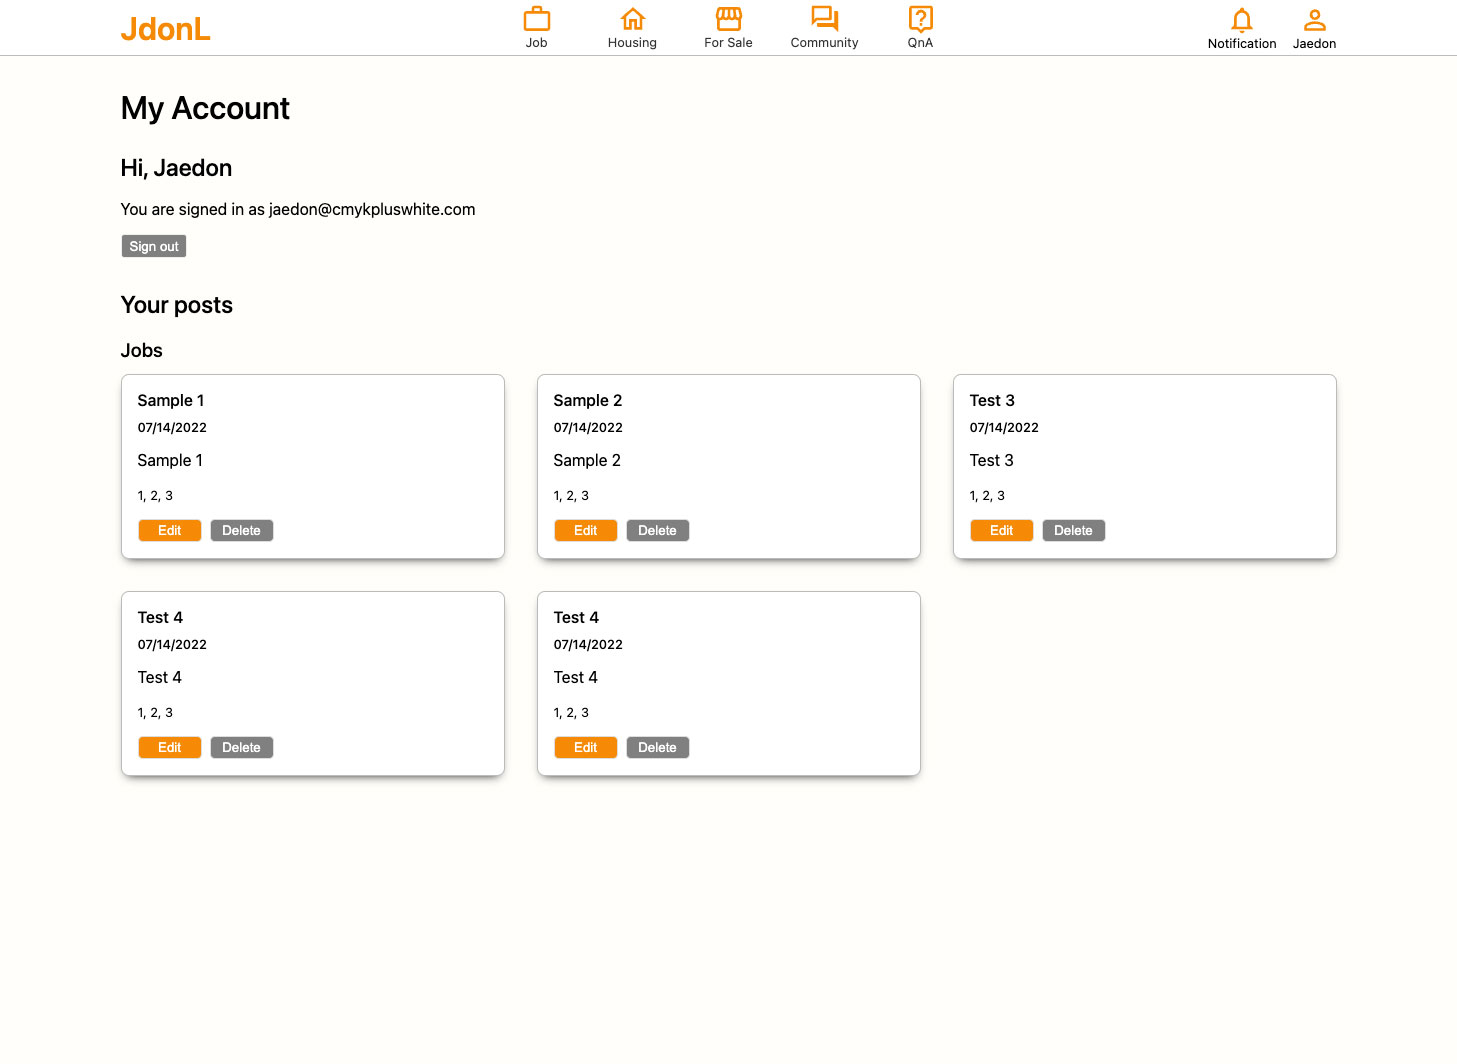 JdonL
Job
Housing
For Sale
Community
QnA
Notification
Jaedon
My Account
Hi, Jaedon
You are signed in as jaedon@cmykpluswhite.com
Sign out
Your posts
Jobs
Sample 1
07/14/2022
Sample 1
1, 2, 3
Edit Delete
Sample 2
07/14/2022
Sample 2
1, 2, 3
Edit Delete
Test 3
07/14/2022
Test 3
1, 2, 3
Edit Delete
Test 4
07/14/2022
Test 4
1, 2, 3
Edit Delete
Test 4
07/14/2022
Test 4
1, 2, 3
Edit Delete